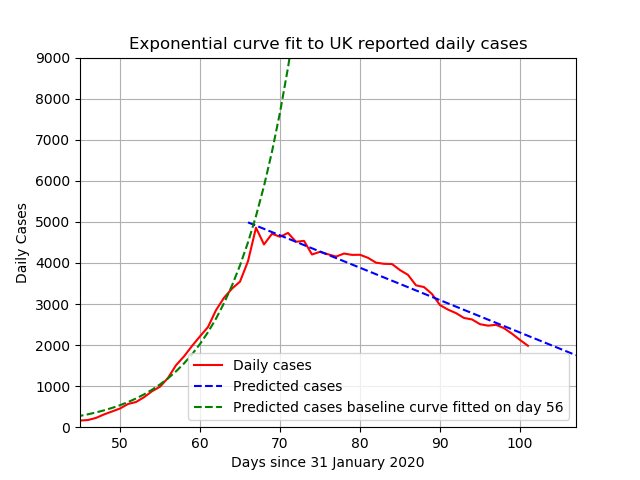 Exponential curve fit to UK reported daily cases
9000
8000
7000
6000
5000
4000
3000
2000
1000
0
Daily Cases
Daily cases
Predicted cases
Predicted cases baseline curve fitted on day 56
50 60 70 80 90 100
Days since 31 January 2020